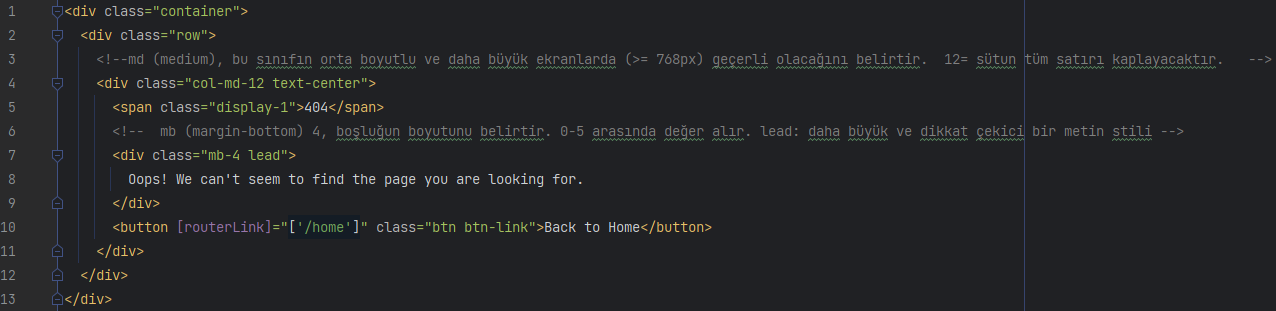 1 <div class="container">
2 <div class="row">
3 <!--md (medium), bu sınıfın orta boyutlu ve daha büyük ekranlarda (>= 768px) geçerli olacağını belirtir.  12= sütun tüm satırı kaplayacaktır.   -->
4 <div class="col-md-12 text-center">
5 <span class="display-1">404</span>
6 <!--  mb (margin-bottom) 4, boşluğun boyutunu belirtir. 0-5 arasında değer alır. lead: daha büyük ve dikkat çekici bir metin stili -->
7 <div class="mb-4 lead">
8 Oops! We can't seem to find the page you are looking for.
9 </div>
10 <button [routerLink]="['/home']" class="btn btn-link">Back to Home</button>
11 </div>
12 </div>
13 </div>